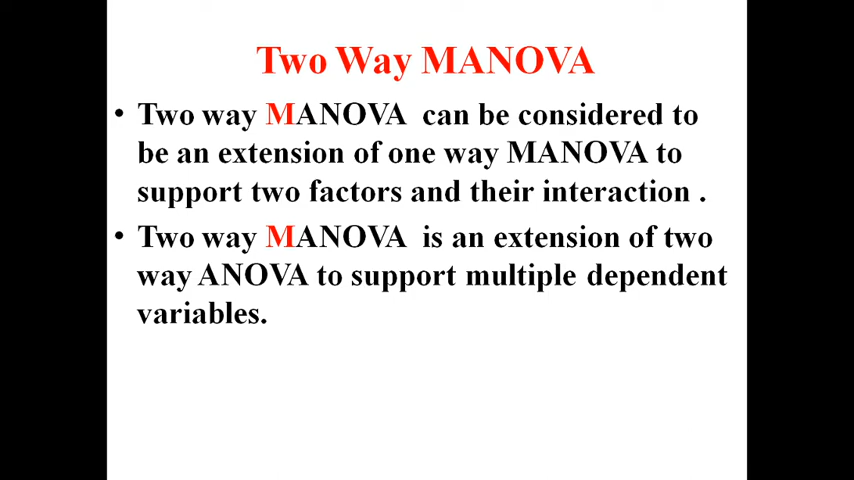 Two Way MANOVA
• Two way MANOVA can be considered to
be an extension of one way MANOVA to
support two factors and their interaction .
• Two way MANOVA is an extension of two
way ANOVA to support multiple dependent
variables.